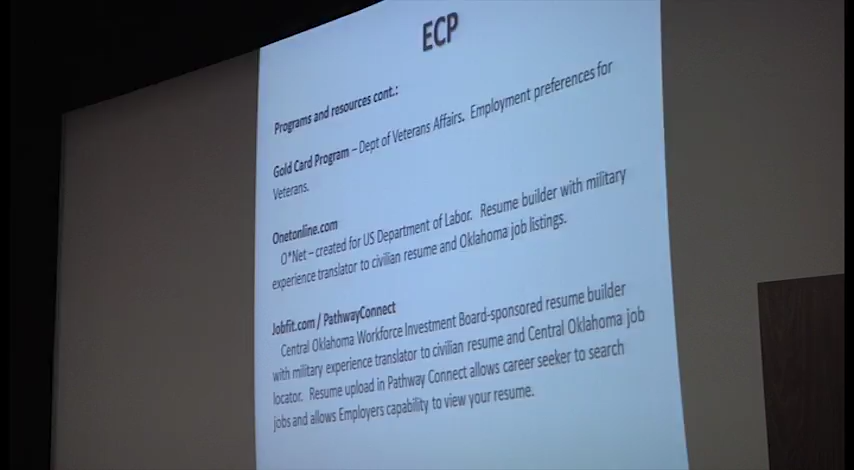 ECP
Programs and resources cont.:
Gold Card Program – Dept of Veterans Affairs. Employment preferences for
Veterans.
Onetonline.com
O*Net – created for US Department of Labor. Resume builder with military
experience translator to civilian resume and Oklahoma job listings.
Jobfit.com / PathwayConnect
Central Oklahoma Workforce Investment Board-sponsored resume builder
with military experience translator to civilian resume and Central Oklahoma job
locator. Resume upload in Pathway Connect allows career seeker to search
jobs and allows Employers capability to view your resume.